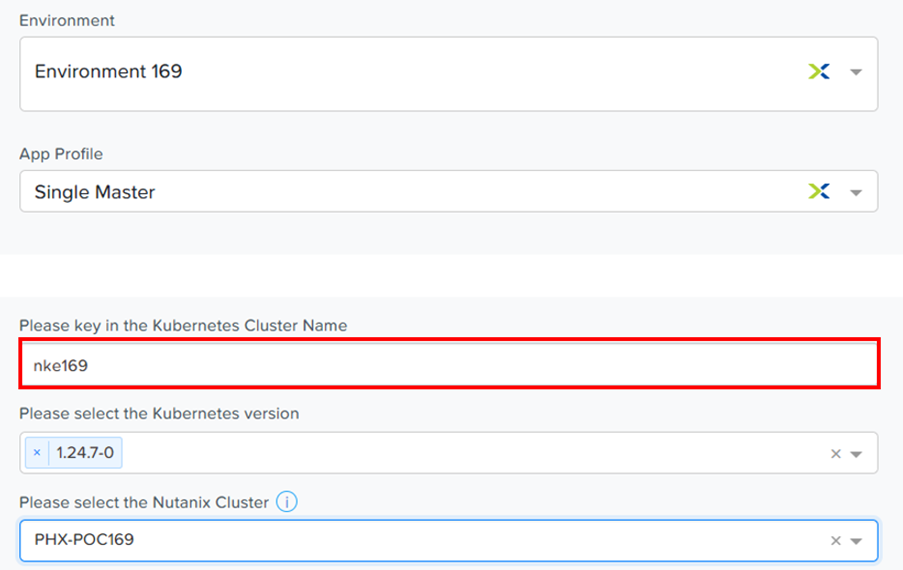 Environment
Environment 169
App Profile
Single Master
Please key in the Kubernetes Cluster Name
nke169
Please select the Kubernetes version
× 1.24.7-0
Please select the Nutanix Cluster i
PHX-POC169